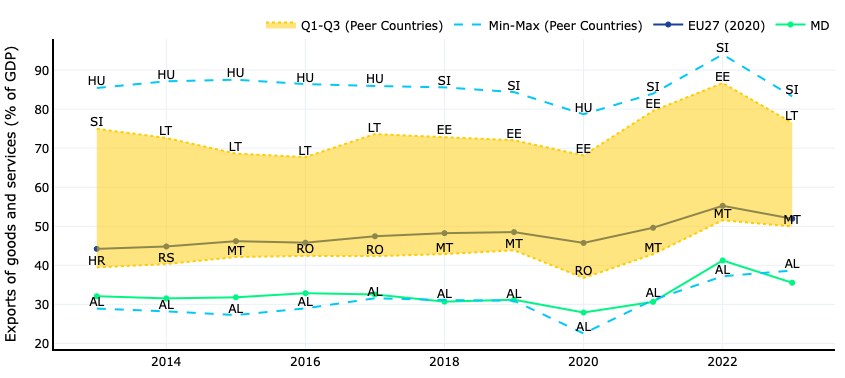 Q1-Q3 (Peer Countries) Min-Max (Peer Countries) EU27 (2020) MD
Exports of goods and services (% of GDP)
90
80
70
60
50
40
30
20
HU HU HU HU HU SI SI HU SI SI SI
SI LT LT LT LT EE EE EE EE EE LT
HR RS MT RO RO MT MT RO MT MT MT
AL AL AL AL AL AL AL AL AL AL AL
2014 2016 2018 2020 2022